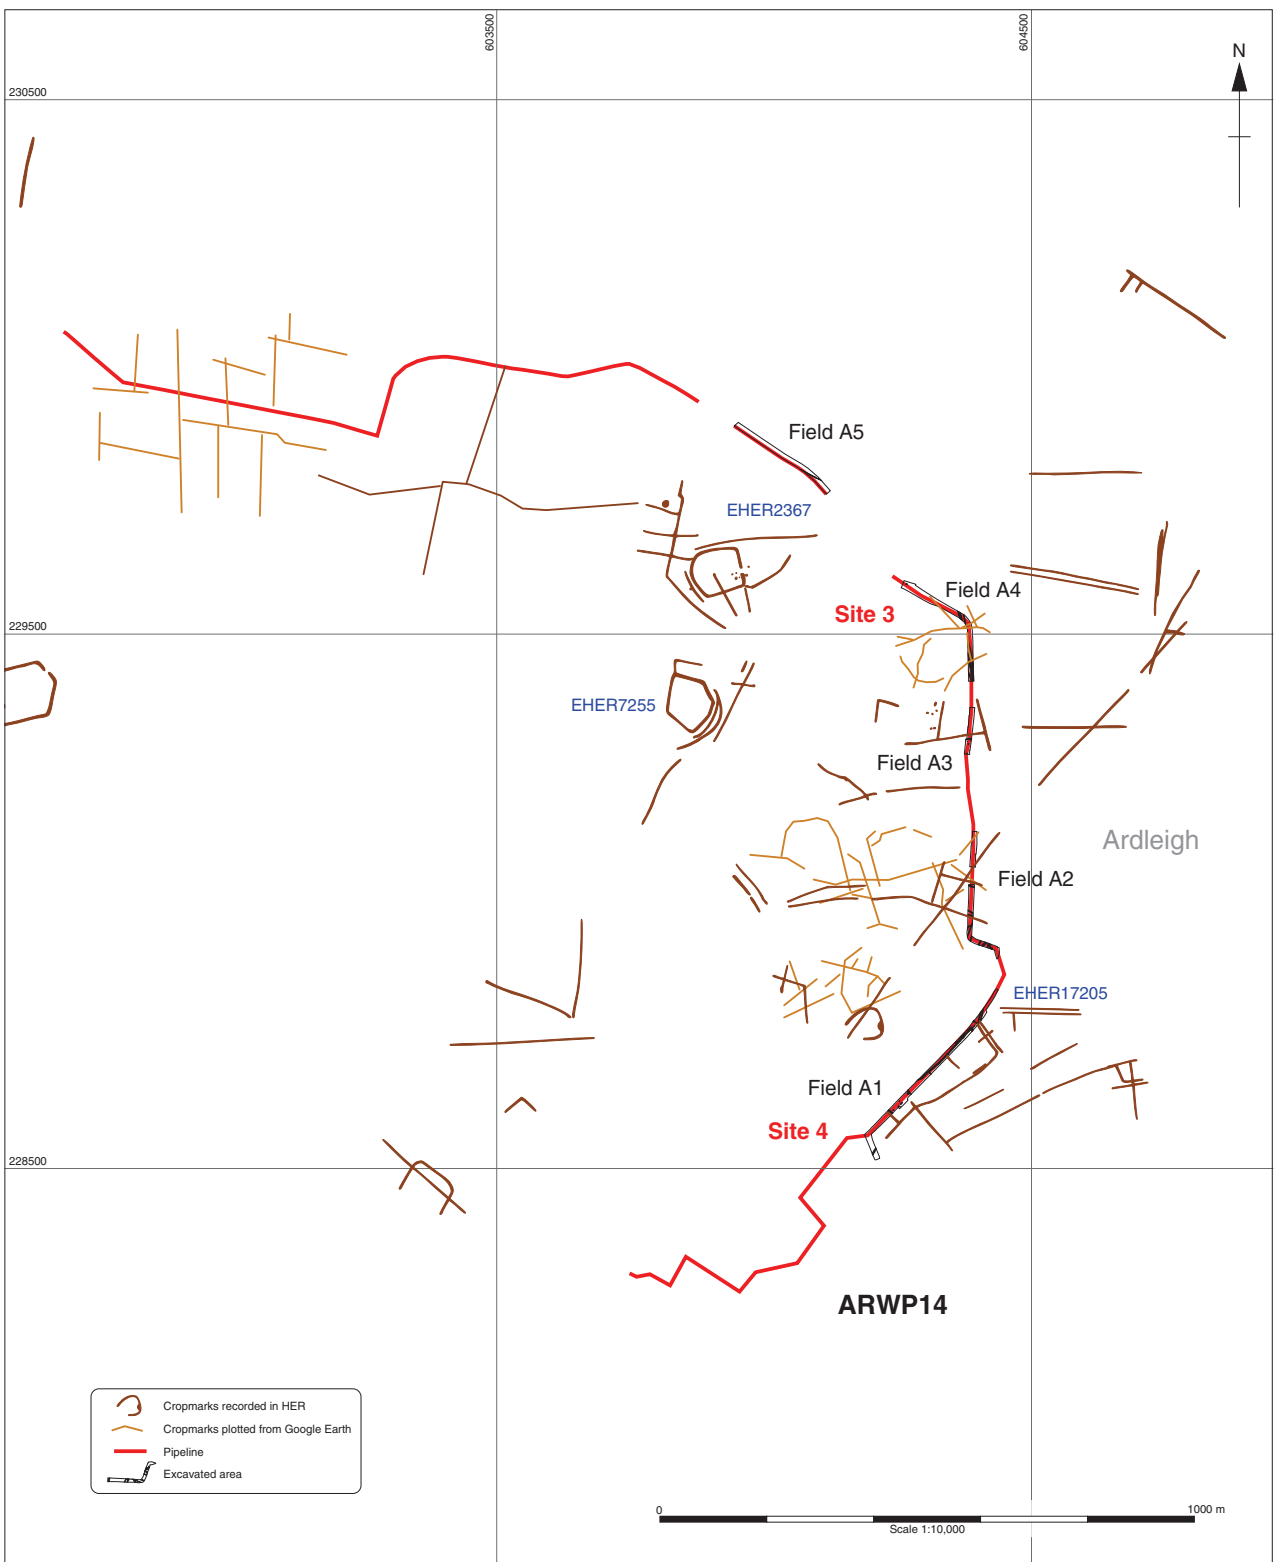 603500
604500
N
230500
Field A5
EHER2367
Field A4
Site 3
229500
EHER7255
Field A3
Ardleigh
Field A2
EHER17205
Field A1
Site 4
228500
ARWP14
Cropmarks recorded in HER
Cropmarks plotted from Google Earth
Pipeline
Excavated area
0
1000 m
Scale 1:10,000